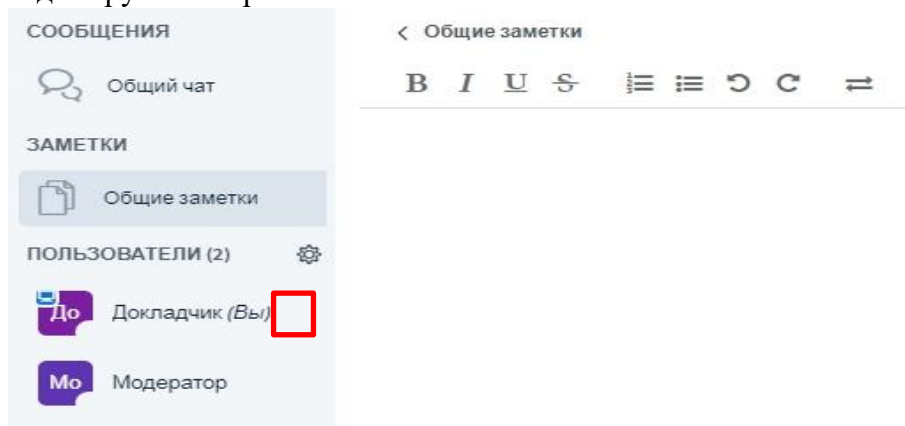 СООБЩЕНИЯ
Общий чат
ЗАМЕТКИ
Общие заметки
ПОЛЬЗОВАТЕЛИ (2)
До Докладчик (Вы)
Мо Модератор
< Общие заметки
B I U S